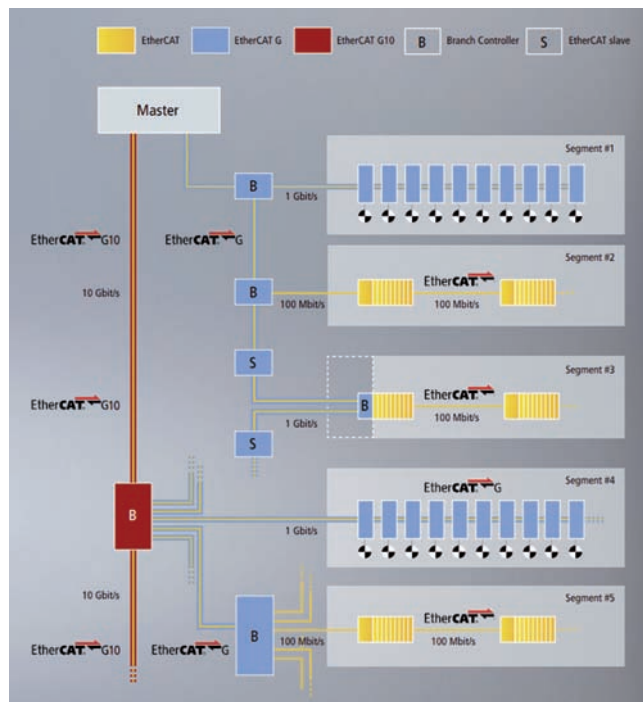 EtherCAT
EtherCAT G
EtherCAT G10
B
Branch Controller
S
EtherCAT slave
Master
Segment #1
B
1 Gbit/s
EtherCAT G10
EtherCAT G
Segment #2
EtherCAT
10 Gbit/s
B
100 Mbit/s
100 Mbit/s
S
Segment #3
EtherCAT
EtherCAT G10
B
100 Mbit/s
1 Gbit/s
S
Segment #4
EtherCAT G
B
1 Gbit/s
10 Gbit/s
Segment #5
EtherCAT
EtherCAT G10
EtherCAT G
B
100 Mbit/s
100 Mbit/s